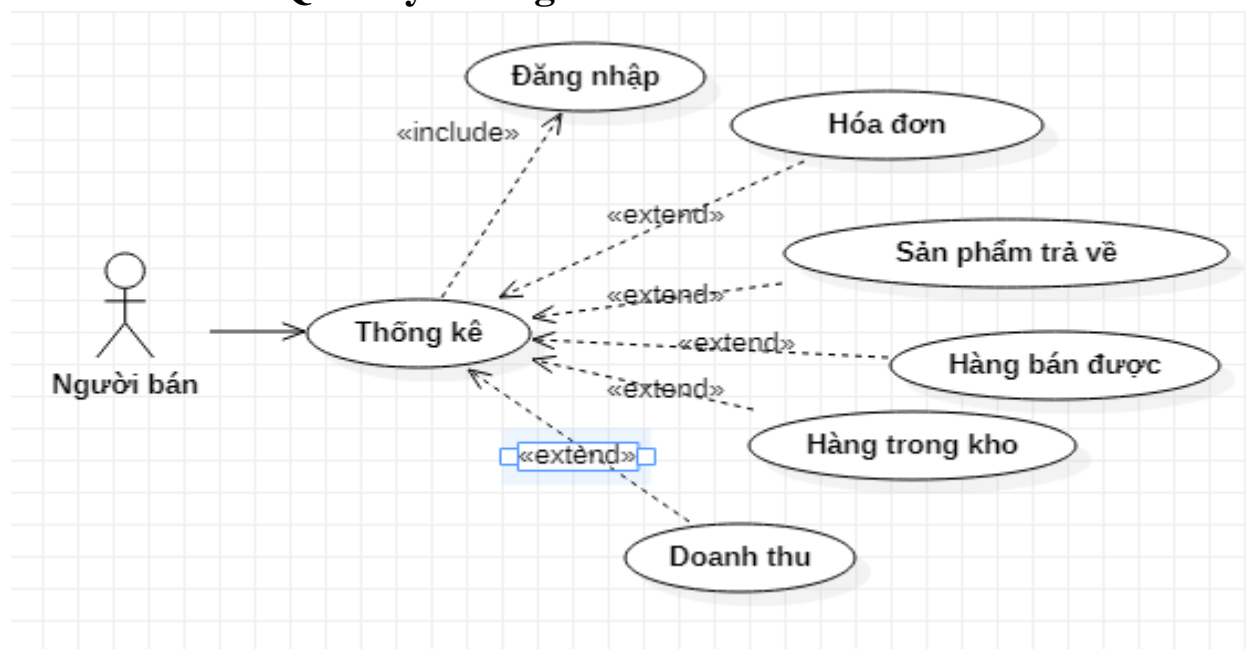 Đăng nhập
«include»
Hóa đơn
«extend»
Sản phẩm trả về
«extend»
Thống kê
«extend»
Hàng bán được
Người bán
«extend»
Hàng trong kho
«extend»
Doanh thu